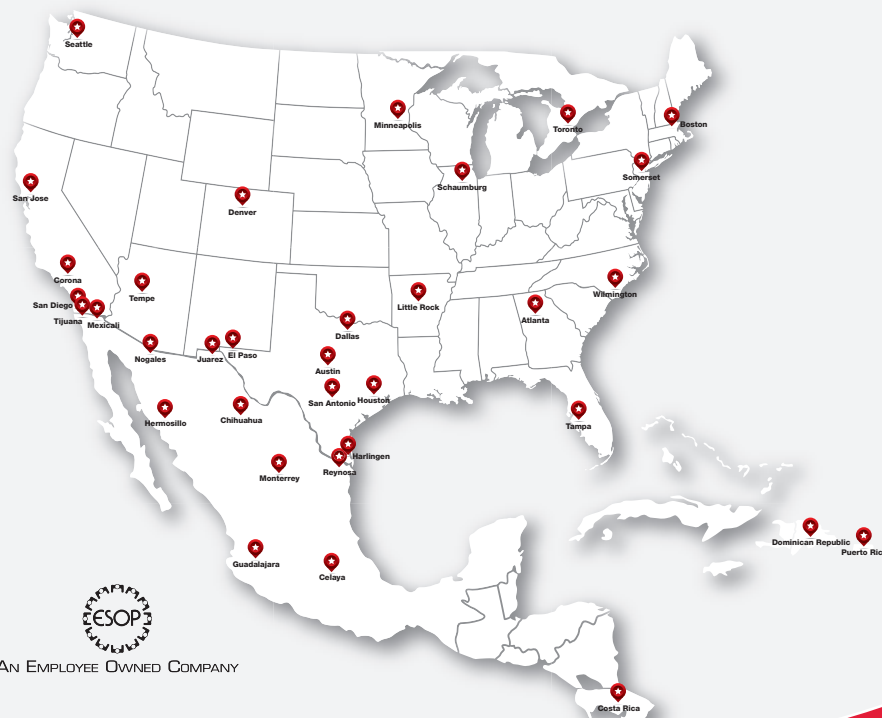 Seattle
Minneapolis
Toronto
Boston
Somerset
Schaumburg
San Jose
Denver
Corona
Tempe
Little Rock
Wilmington
San Diego
Atlanta
Tijuana
Mexicali
Dallas
Nogales
Juarez
El Paso
Austin
San Antonio
Houston
Hermosillo
Chihuahua
Tampa
Harlingen
Reynosa
Monterrey
Dominican Republic
Puerto Ric
Guadalajara
Celaya
ESOP
AN EMPLOYEE OWNED COMPANY
Costa Rica